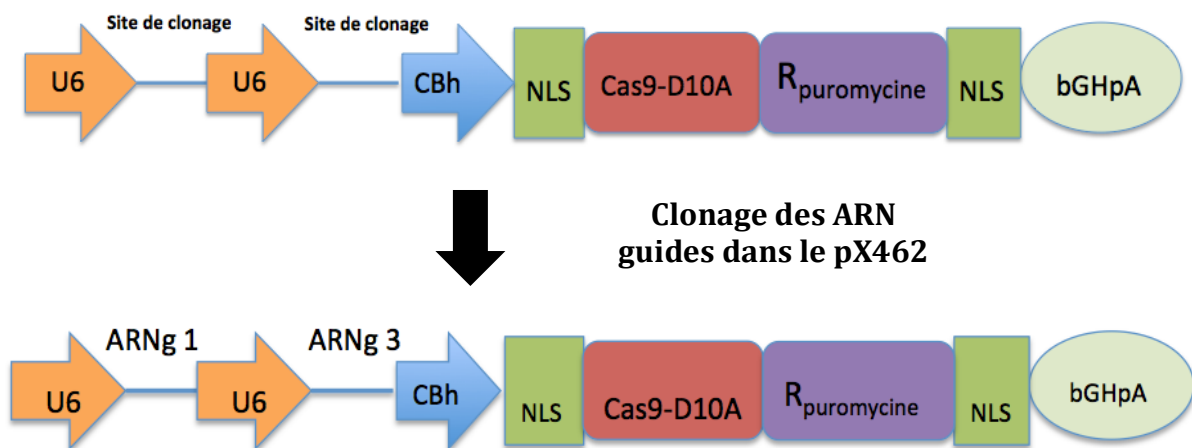 Site de clonage Site de clonage
U6 U6 CBh NLS Cas9-D10A Rpuromycine NLS bGHpA
Clonage des ARN
guides dans le pX462
ARNg 1 ARNg 3
U6 U6 CBh NLS Cas9-D10A Rpuromycine NLS bGHpA